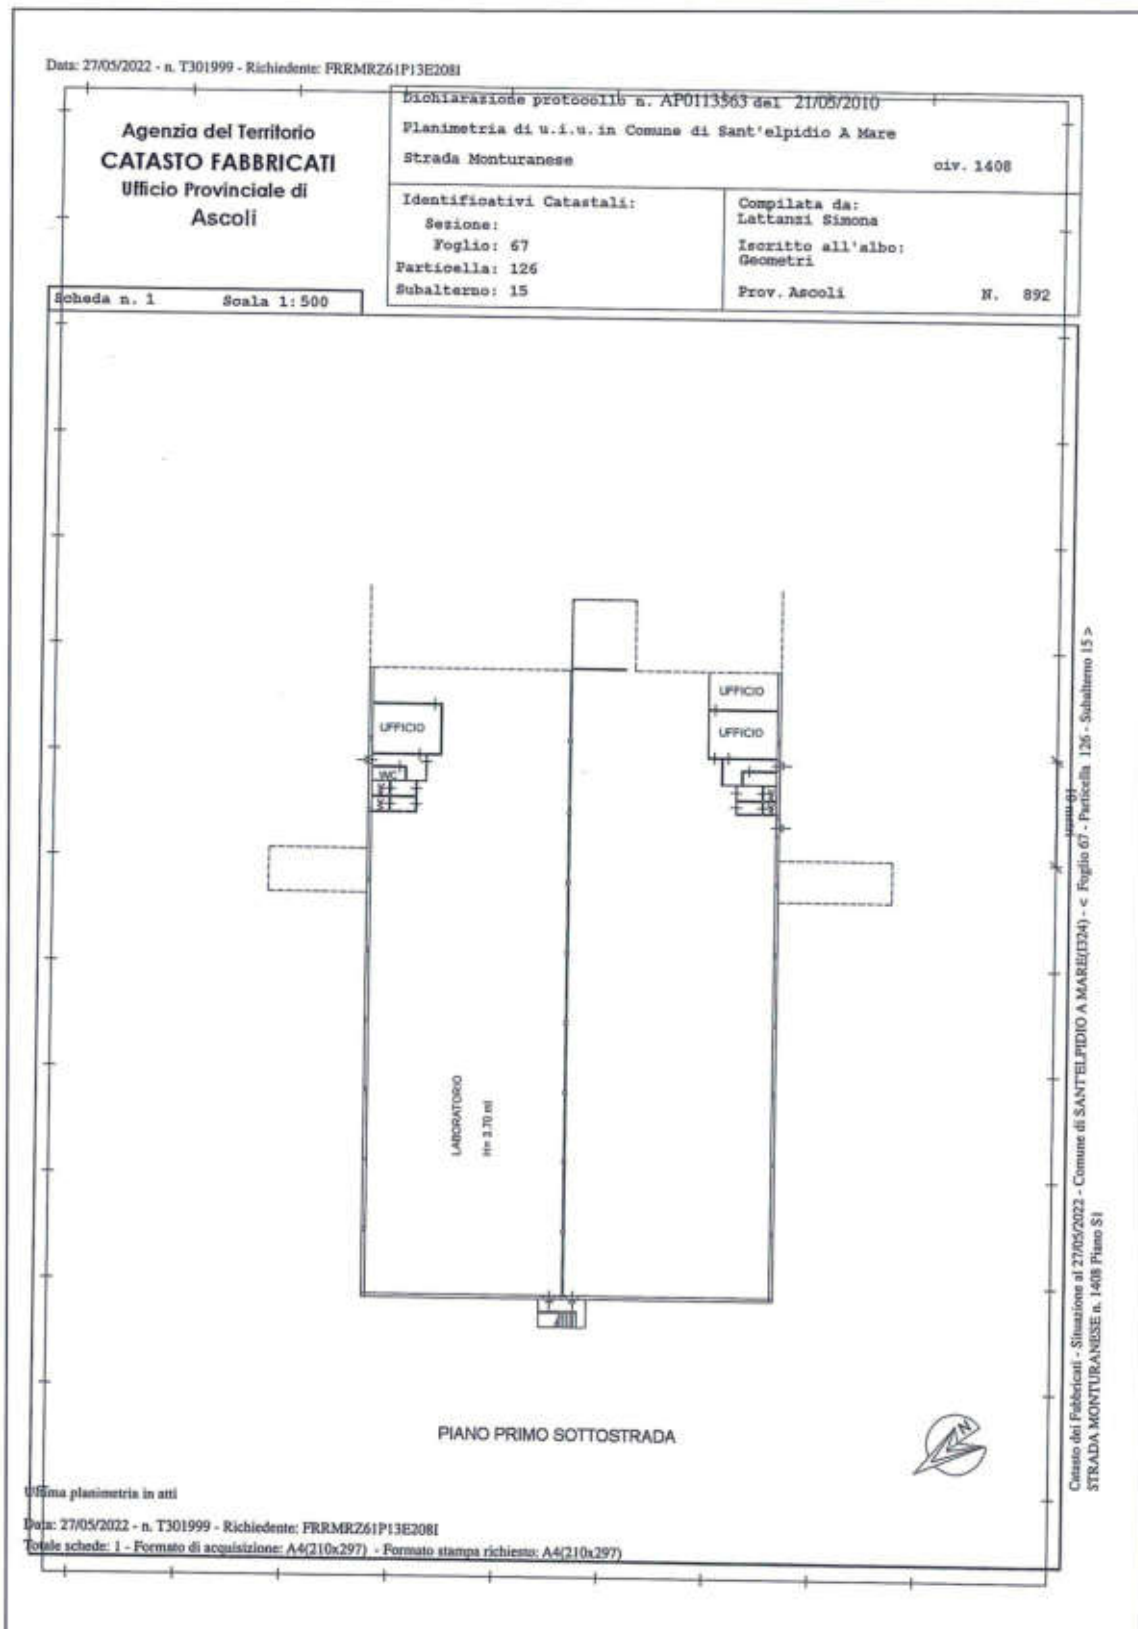 Data: 27/05/2022 - n. T301999 - Richiedente: FRRMRZ61P13E208I
Agenzia del Territorio
CATASTO FABBRICATI
Ufficio Provinciale di
Ascoli
Dichiarazione protocollo n. AP0113563 del 21/05/2010
Planimetria di u.i.u. in Comune di Sant'elpidio A Mare
Strada Monturanese civ. 1408
Identificativi Catastali:
Sezione:
Foglio: 67
Particella: 126
Subalterno: 15
Compilata da:
Lattanzi Simona
Iscritto all'albo:
Geometri
Prov. Ascoli N. 892
Scheda n. 1 Scala 1:500
UFFICIO
UFFICIO
UFFICIO
WC
WC
WC
LABORATORIO
H= 3.70 ml
PIANO PRIMO SOTTOSTRADA
N
Catasto dei Fabbricati - Situazione al 27/05/2022 - Comune di SANT'ELPIDIO A MARE(I324) - < Foglio 67 - Particella 126 - Subalterno 15 >
STRADA MONTURANESE n. 1408 Piano S1
Ultima planimetria in atti
Data: 27/05/2022 - n. T301999 - Richiedente: FRRMRZ61P13E208I
Totale schede: 1 - Formato di acquisizione: A4(210x297) - Formato stampa richiesto: A4(210x297)